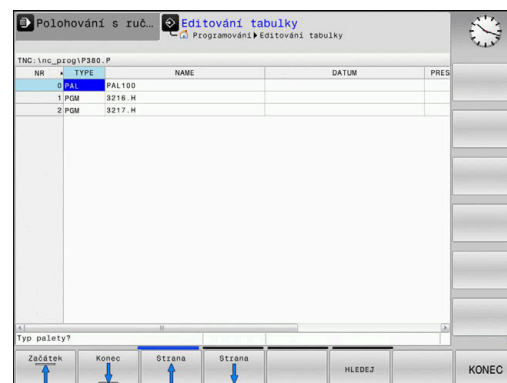 Polohování s ruč…
Editování tabulky
Programování Editování tabulky
TNC:\nc_prog\P380.P
NR TYPE NAME DATUM PRES
0 PAL PAL100
1 PGM 3216.H
2 PGM 3217.H
Typ palety?
Začátek Konec Strana Strana HLEDEJ KONEC